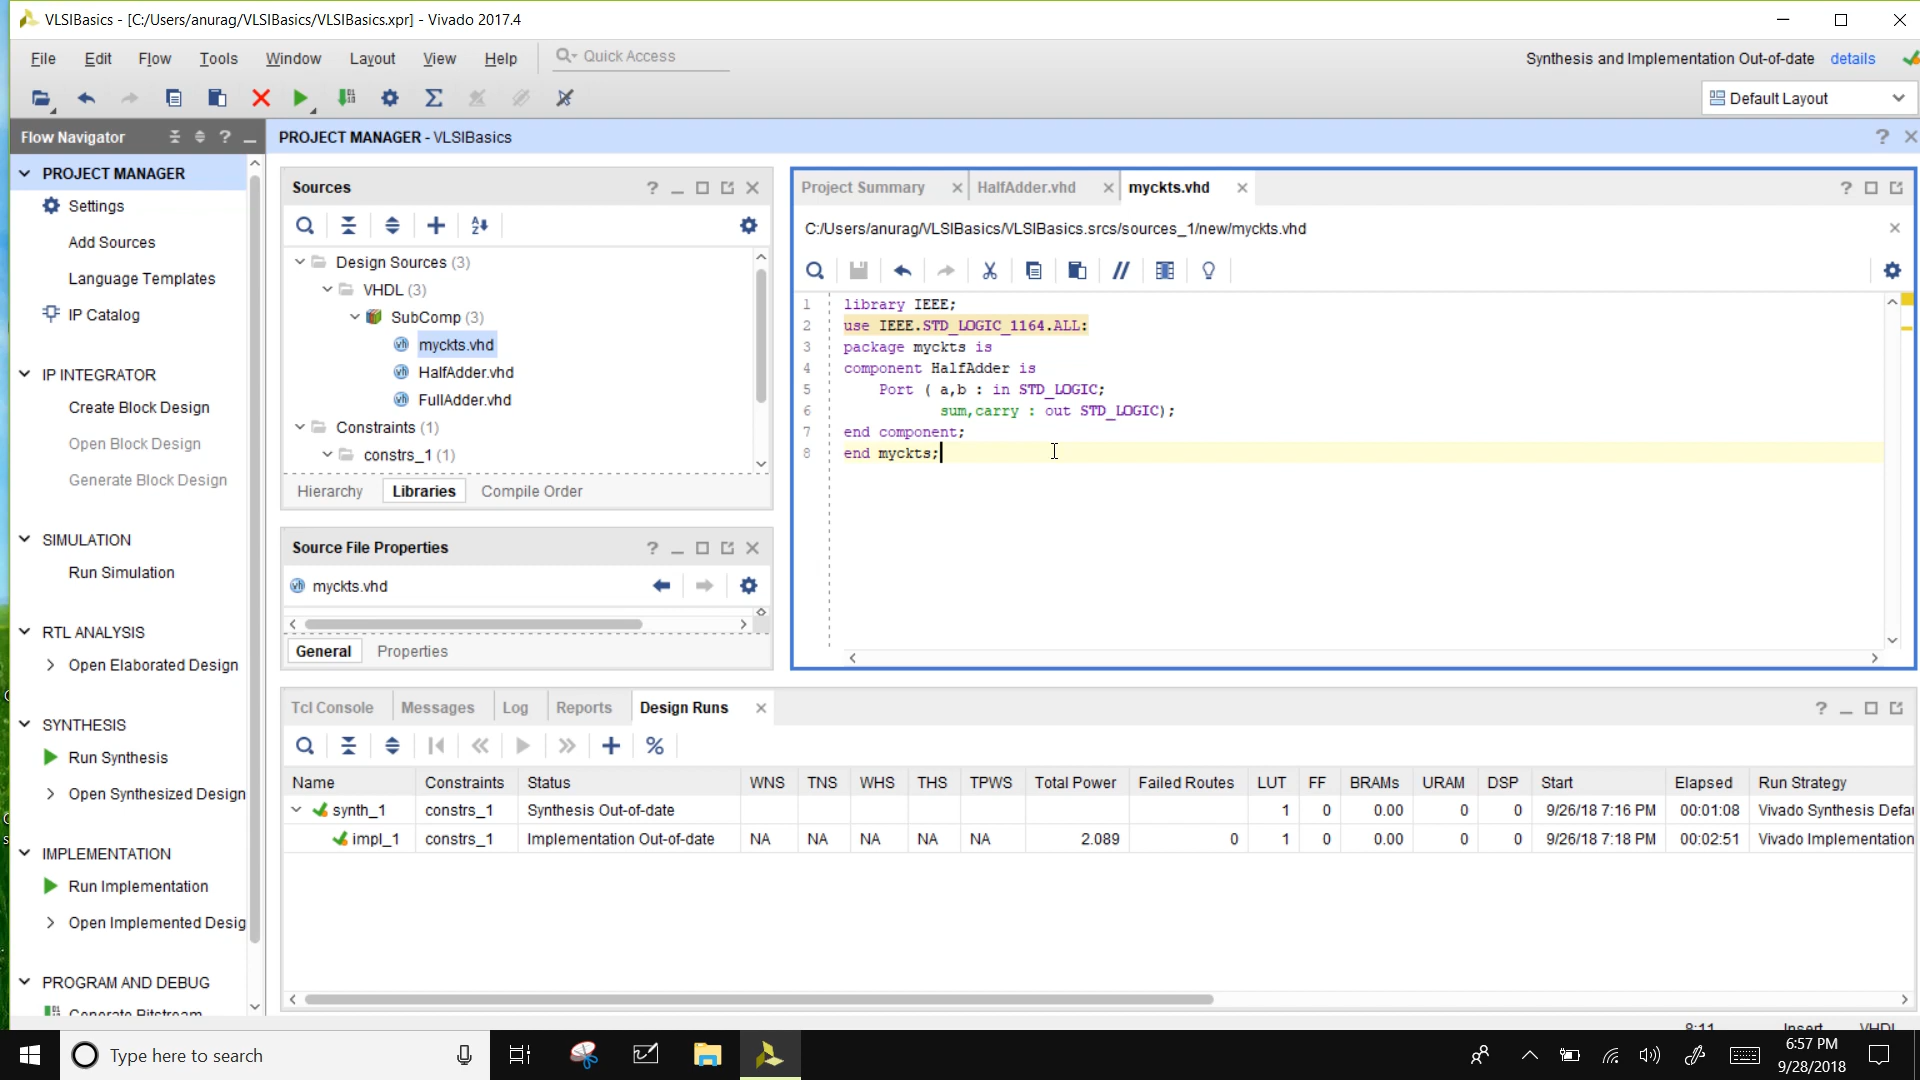 VLSIBasics - [C:/Users/anurag/VLSIBasics/VLSIBasics.xpr] - Vivado 2017.4
File Edit Flow Tools Window Layout View Help Quick Access
Synthesis and Implementation Out-of-date details
Default Layout
Flow Navigator
PROJECT MANAGER
Settings
Add Sources
Language Templates
IP Catalog
IP INTEGRATOR
Create Block Design
Open Block Design
Generate Block Design
SIMULATION
Run Simulation
RTL ANALYSIS
Open Elaborated Design
SYNTHESIS
Run Synthesis
Open Synthesized Design
IMPLEMENTATION
Run Implementation
Open Implemented Desig
PROGRAM AND DEBUG
Generate Bitstream
PROJECT MANAGER - VLSIBasics
Sources
Design Sources (3)
VHDL (3)
SubComp (3)
myckts.vhd
HalfAdder.vhd
FullAdder.vhd
Constraints (1)
constrs_1 (1)
Hierarchy Libraries Compile Order
Source File Properties
myckts.vhd
General Properties
Project Summary HalfAdder.vhd myckts.vhd
C:/Users/anurag/VLSIBasics/VLSIBasics.srcs/sources_1/new/myckts.vhd
1 library IEEE;
2 use IEEE.STD_LOGIC_1164.ALL:
3 package myckts is
4 component HalfAdder is
5 Port ( a,b : in STD_LOGIC;
6 sum,carry : out STD_LOGIC);
7 end component;
8 end myckts;
Tcl Console Messages Log Reports Design Runs
Name Constraints Status WNS TNS WHS THS TPWS Total Power Failed Routes LUT FF BRAMs URAM DSP Start Elapsed Run Strategy
synth_1 constrs_1 Synthesis Out-of-date 1 0 0.00 0 0 9/26/18 7:16 PM 00:01:08 Vivado Synthesis Defau
impl_1 constrs_1 Implementation Out-of-date NA NA NA NA NA 2.089 0 1 0 0.00 0 0 9/26/18 7:18 PM 00:02:51 Vivado Implementation
8:11 Insert VHDL
Type here to search
6:57 PM
9/28/2018